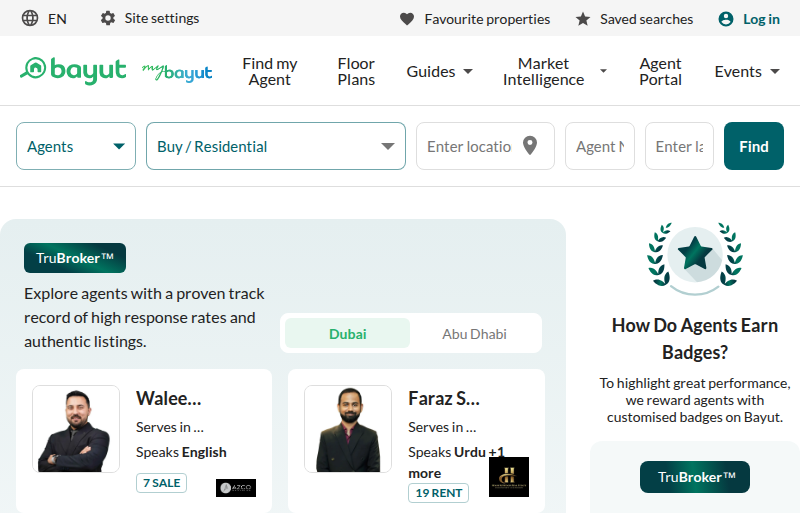 EN
Site settings
Favourite properties
Saved searches
Log in
bayut
mybayut
Find my
Agent
Floor
Plans
Guides
Market
Intelligence
Agent
Portal
Events
Agents
Buy / Residential
Enter locatio
Agent N
Enter la
Find
TruBroker™
Explore agents with a proven track
record of high response rates and
authentic listings.
Dubai
Abu Dhabi
Walee...
Serves in ...
Speaks English
7 SALE
AZCO
Faraz S...
Serves in ...
Speaks Urdu +1
more
19 RENT
How Do Agents Earn
Badges?
To highlight great performance,
we reward agents with
customised badges on Bayut.
TruBroker™